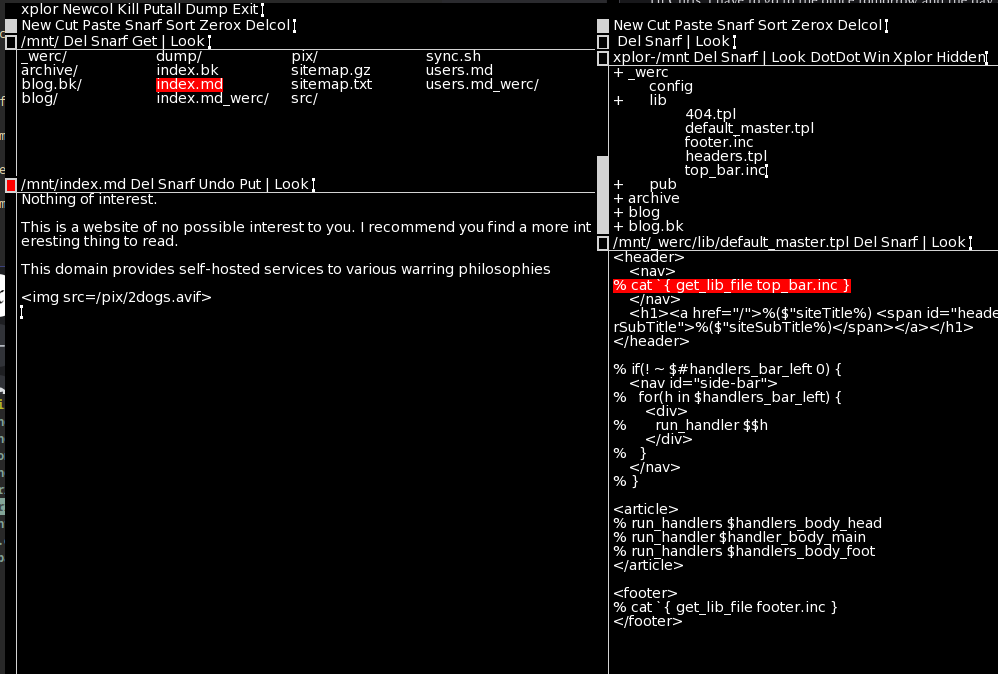 xplor Newcol Kill Putall Dump Exit
New Cut Paste Snarf Sort Zerox Delcol
/mnt/ Del Snarf Get | Look
_werc/ dump/ pix/ sync.sh
archive/ index.bk sitemap.gz users.md
blog.bk/ index.md sitemap.txt users.md_werc/
blog/ index.md_werc/ src/
/mnt/index.md Del Snarf Undo Put | Look
Nothing of interest.
This is a website of no possible interest to you. I recommend you find a more int
eresting thing to read.
This domain provides self-hosted services to various warring philosophies
<img src=/pix/2dogs.avif>
New Cut Paste Snarf Sort Zerox Delcol
Del Snarf | Look
xplor-/mnt Del Snarf | Look DotDot Win Xplor Hidden
+ _werc
config
+ lib
404.tpl
default_master.tpl
footer.inc
headers.tpl
top_bar.inc
+ pub
+ archive
+ blog
+ blog.bk
/mnt/_werc/lib/default_master.tpl Del Snarf | Look
<header>
    <nav>
% cat `{ get_lib_file top_bar.inc }
    </nav>
    <h1><a href="/">%($"siteTitle%) <span id="heade
rSubTitle">%($"siteSubTitle%)</span></a></h1>
</header>
% if(! ~ $#handlers_bar_left 0) {
    <nav id="side-bar">
%   for(h in $handlers_bar_left) {
        <div>
%       run_handler $$h
        </div>
%   }
    </nav>
% }
<article>
% run_handlers $handlers_body_head
% run_handler $handler_body_main
% run_handlers $handlers_body_foot
</article>
<footer>
% cat `{ get_lib_file footer.inc }
</footer>